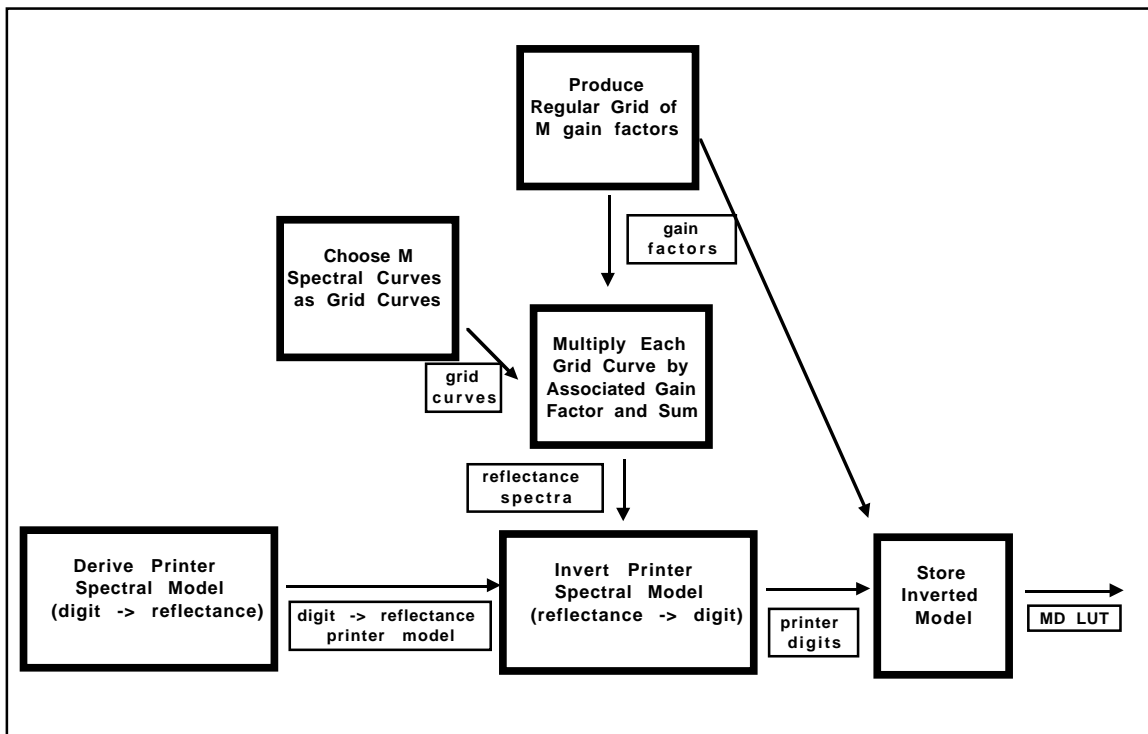 Produce
Regular Grid of
M gain factors
gain
factors
Choose M
Spectral Curves
as Grid Curves
grid
curves
Multiply Each
Grid Curve by
Associated Gain
Factor and Sum
reflectance
spectra
Derive Printer
Spectral Model
(digit -> reflectance)
digit -> reflectance
printer model
Invert Printer
Spectral Model
(reflectance -> digit)
printer
digits
Store
Inverted
Model
MD LUT